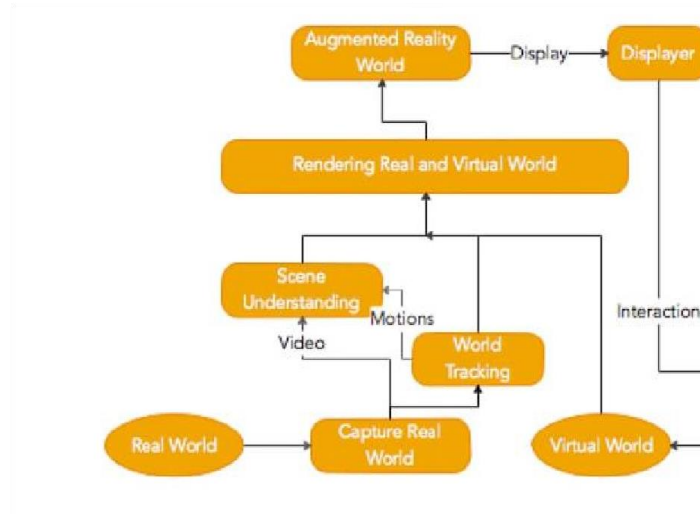 Augmented Reality
World
Display
Displayer
Rendering Real and Virtual World
Scene
Understanding
Motions
Interaction
Video
World
Tracking
Real World
Capture Real
World
Virtual World